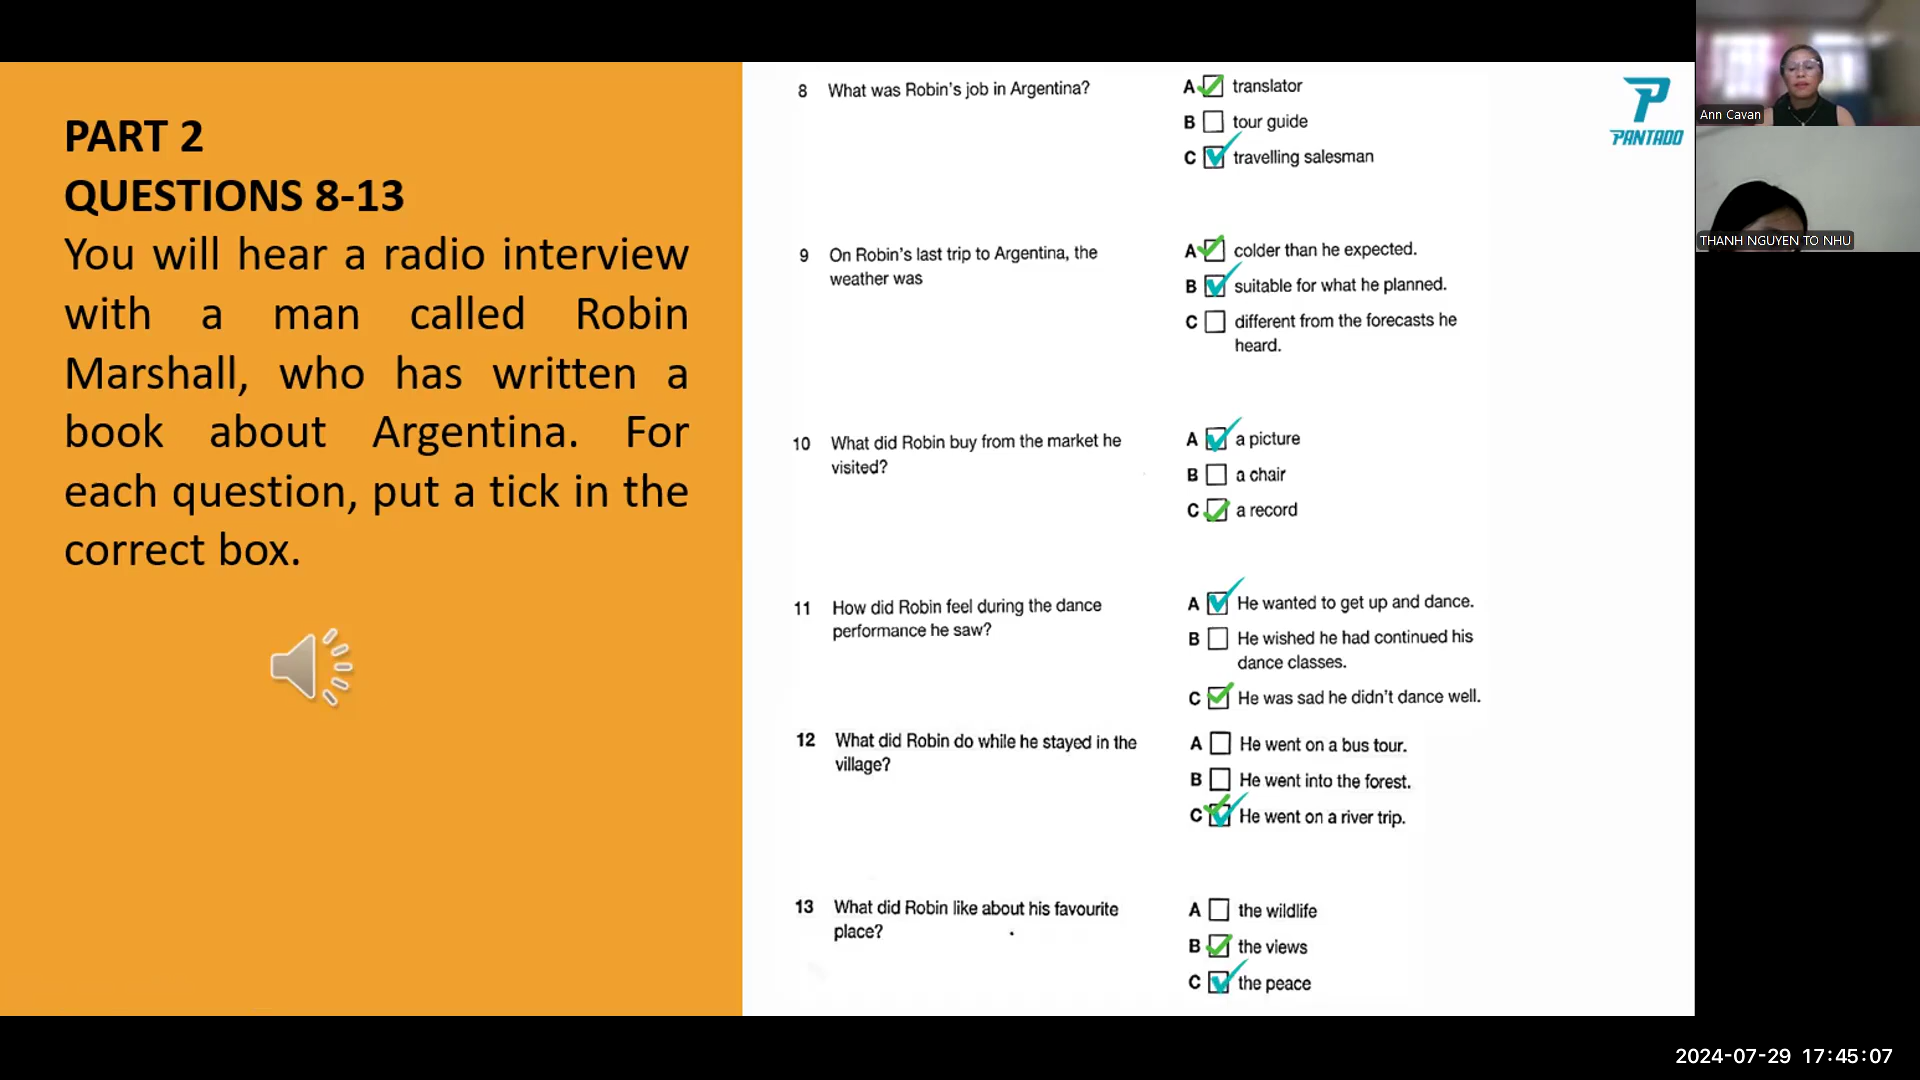 PART 2
QUESTIONS 8-13
You will hear a radio interview
with a man called Robin
Marshall, who has written a
book about Argentina. For
each question, put a tick in the
correct box.
8 What was Robin's job in Argentina?
A translator
B tour guide
C travelling salesman
9 On Robin's last trip to Argentina, the
weather was
A colder than he expected.
B suitable for what he planned.
C different from the forecasts he
heard.
10 What did Robin buy from the market he
visited?
A a picture
B a chair
C a record
11 How did Robin feel during the dance
performance he saw?
A He wanted to get up and dance.
B He wished he had continued his
dance classes.
C He was sad he didn't dance well.
12 What did Robin do while he stayed in the
village?
A He went on a bus tour.
B He went into the forest.
C He went on a river trip.
13 What did Robin like about his favourite
place?
A the wildlife
B the views
C the peace
PANTADO
Ann Cavan
THANH NGUYEN TO NHU
2024-07-29 17:45:07